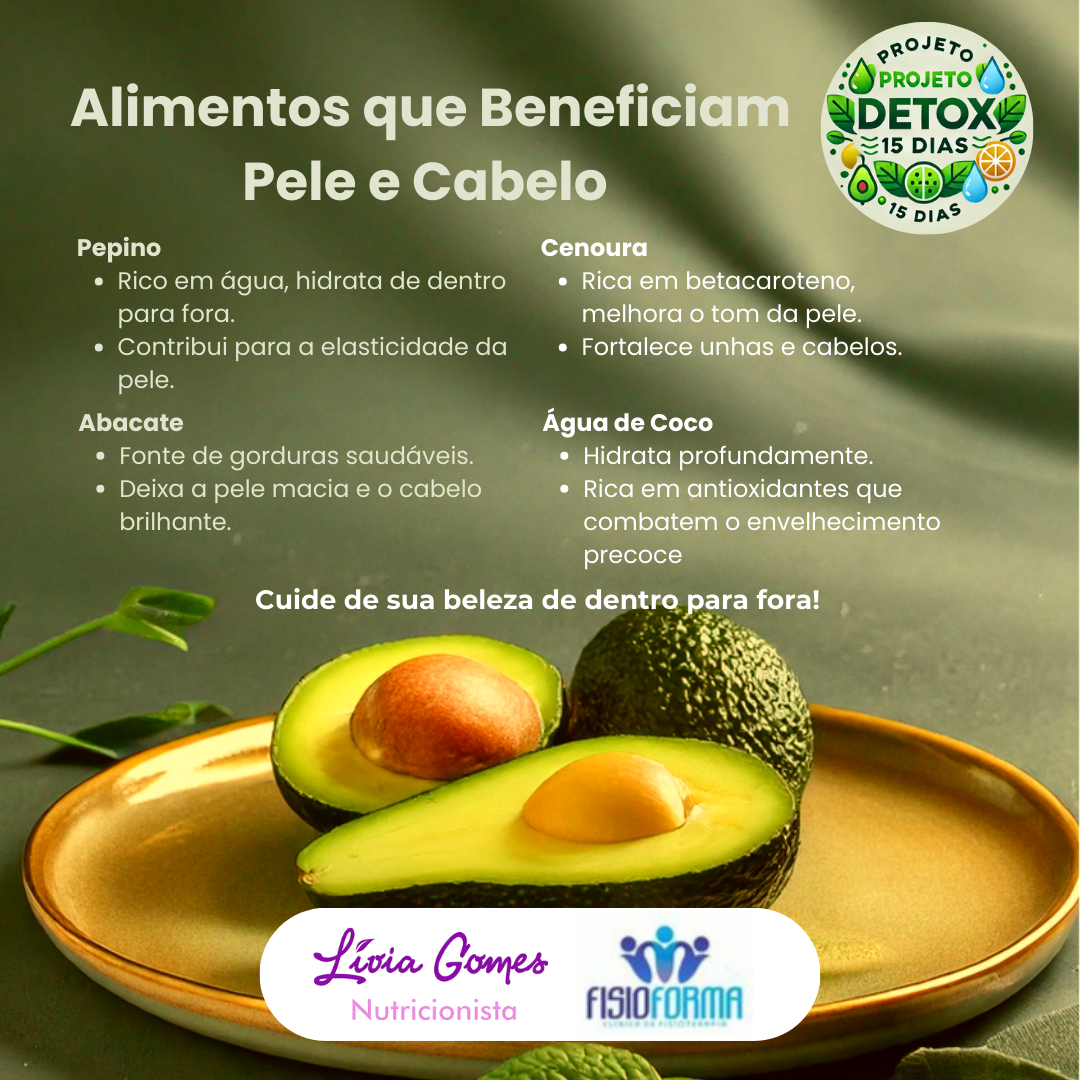 Alimentos que Beneficiam
Pele e Cabelo
PROJETO
PROJETO
DETOX
15 DIAS
15 DIAS
Pepino
• Rico em água, hidrata de dentro
para fora.
• Contribui para a elasticidade da
pele.
Cenoura
• Rica em betacaroteno,
melhora o tom da pele.
• Fortalece unhas e cabelos.
Abacate
• Fonte de gorduras saudáveis.
• Deixa a pele macia e o cabelo
brilhante.
Água de Coco
• Hidrata profundamente.
• Rica em antioxidantes que
combatem o envelhecimento
precoce
Cuide de sua beleza de dentro para fora!
Lívia Gomes
Nutricionista
FISIOFORMA
CLÍNICA DE FISIOTERAPIA